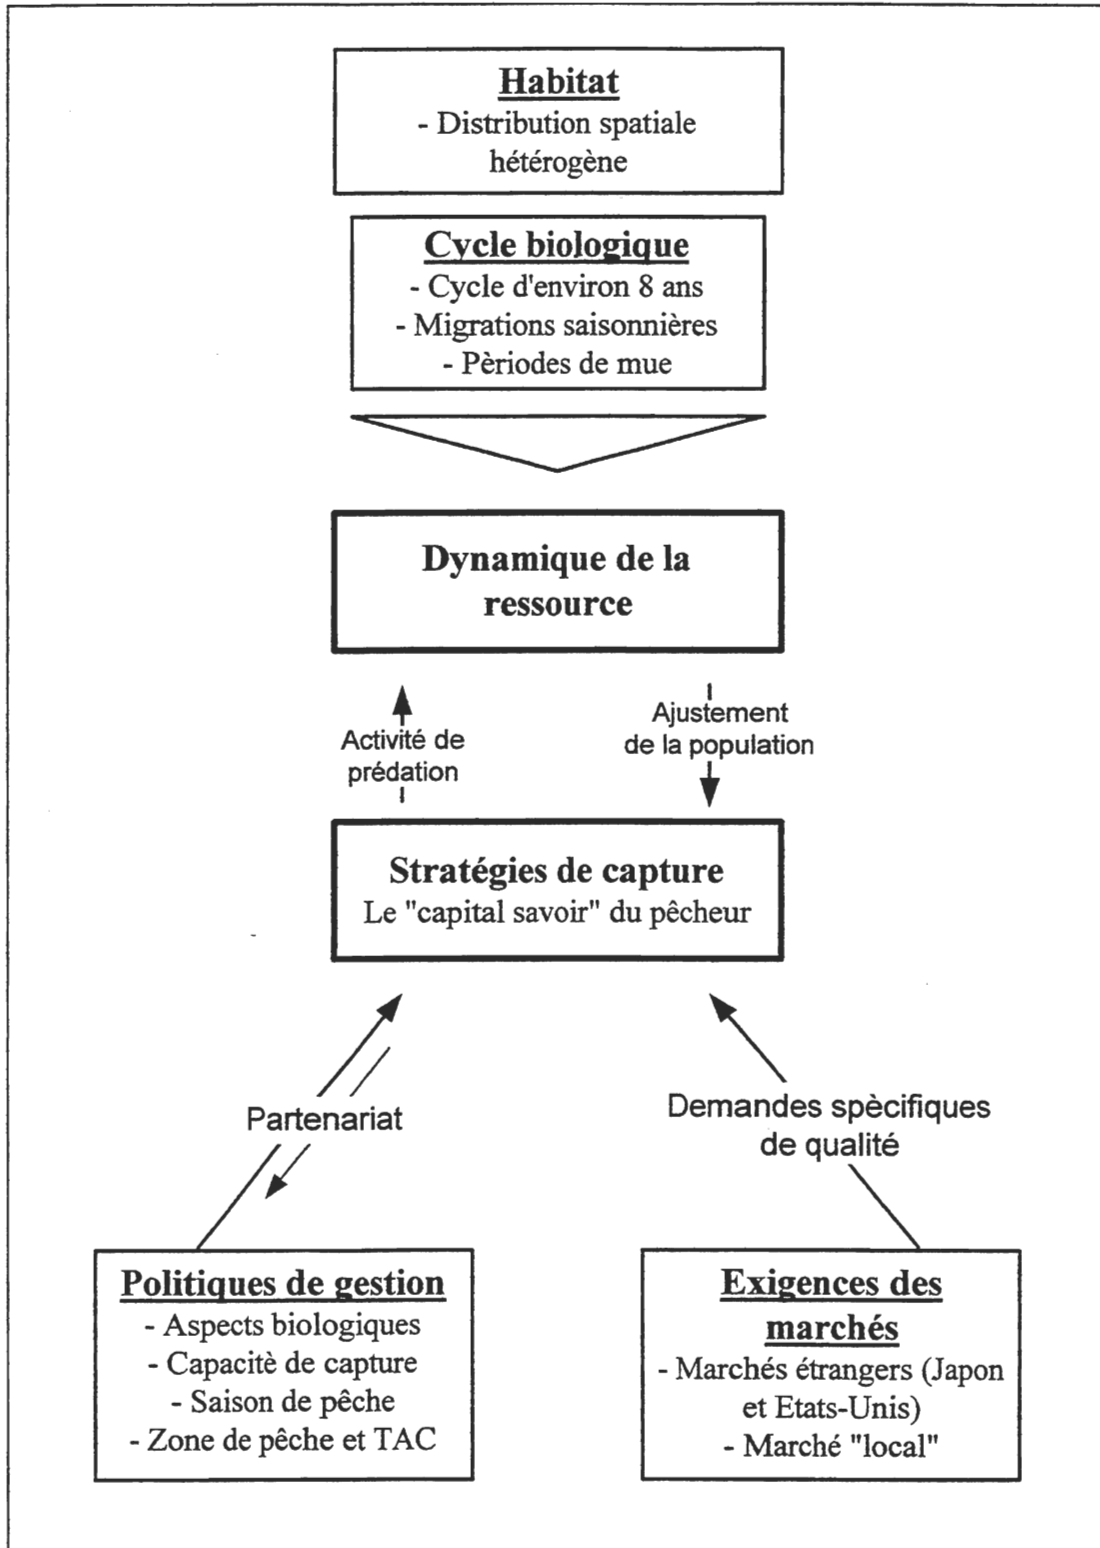 Habitat
- Distribution spatiale
hétérogène
Cycle biologique
- Cycle d'environ 8 ans
- Migrations saisonnières
- Pèriodes de mue
Dynamique de la
ressource
Activité de
prédation
Ajustement
de la population
Stratégies de capture
Le "capital savoir" du pêcheur
Partenariat
Demandes spècifiques
de qualité
Politiques de gestion
- Aspects biologiques
- Capacitè de capture
- Saison de pêche
- Zone de pêche et TAC
Exigences des
marchés
- Marchés étrangers (Japon
et Etats-Unis)
- Marché "local"